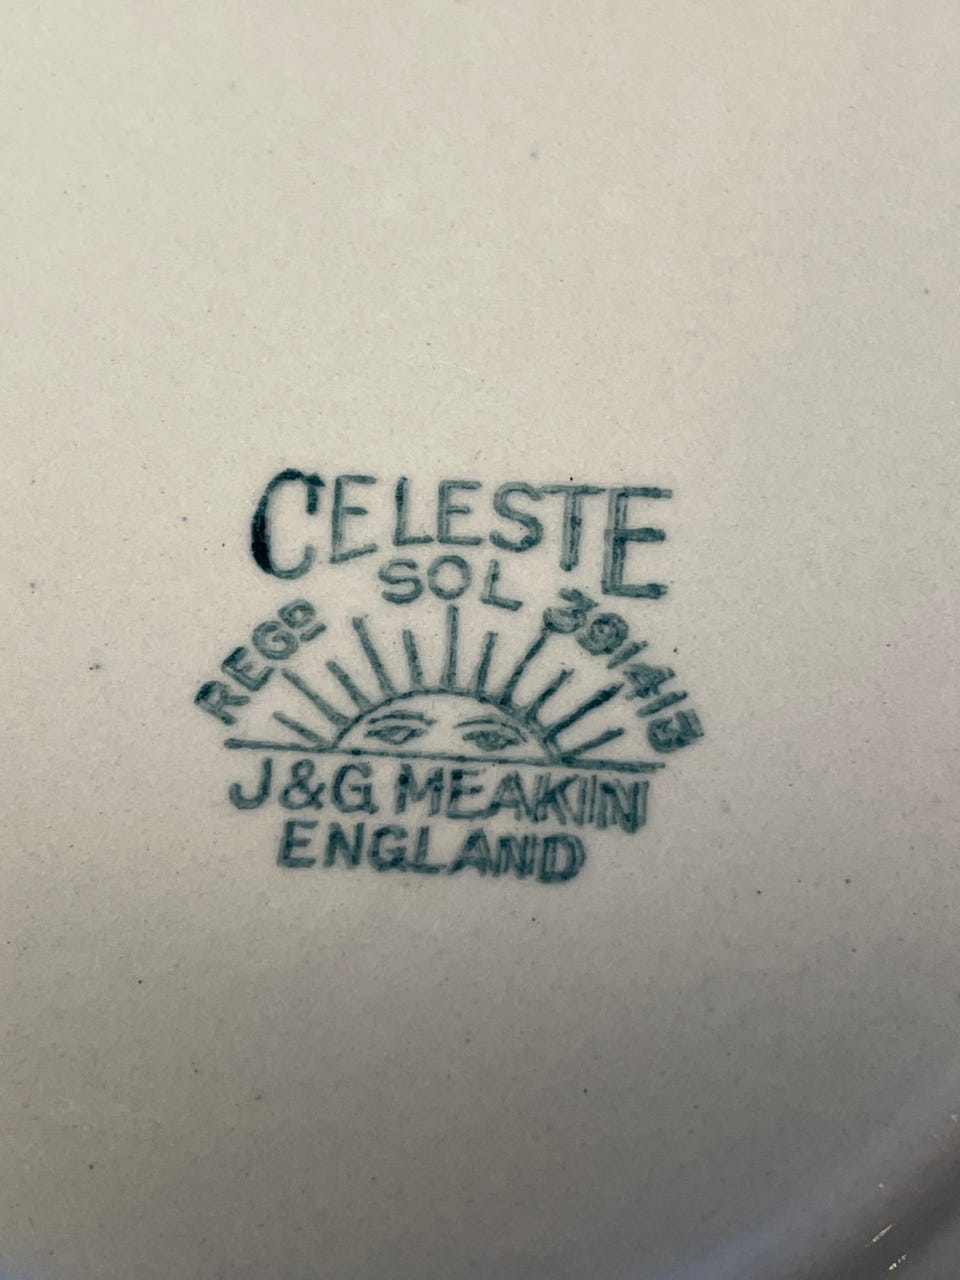 CELESTE
SOL
REGD 391413
J&G MEAKIN
ENGLAND